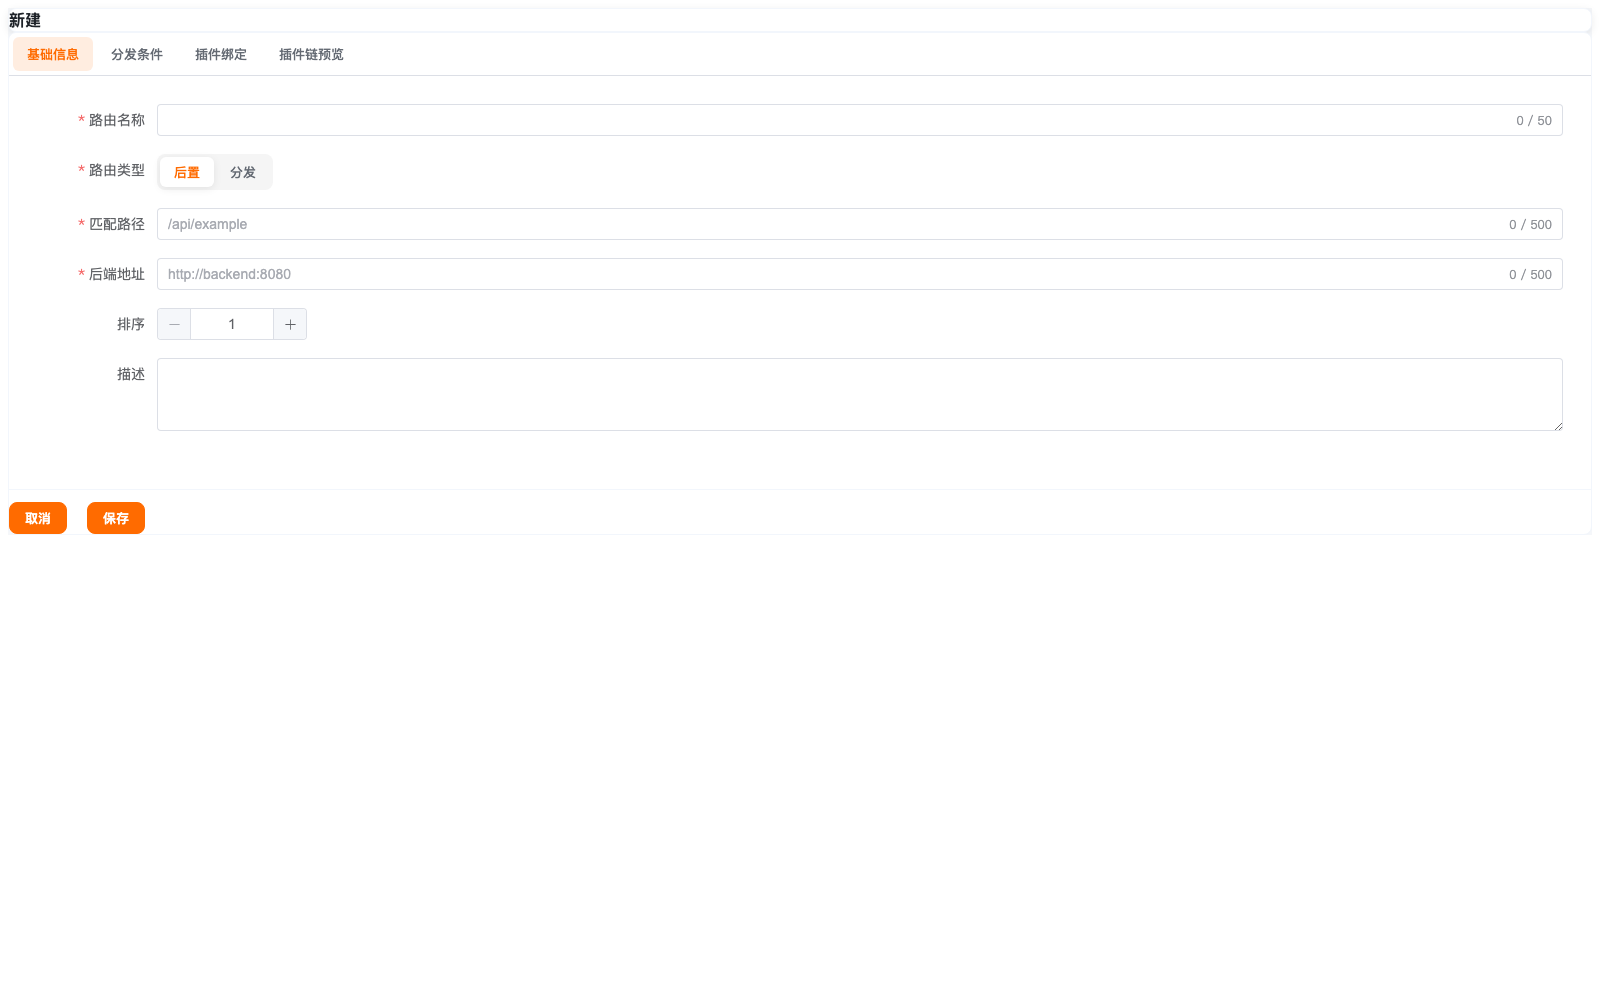 新建
基础信息 分发条件 插件绑定 插件链预览
* 路由名称 0 / 50
* 路由类型 后置 分发
* 匹配路径 /api/example 0 / 500
* 后端地址 http://backend:8080 0 / 500
排序 1
描述
取消 保存